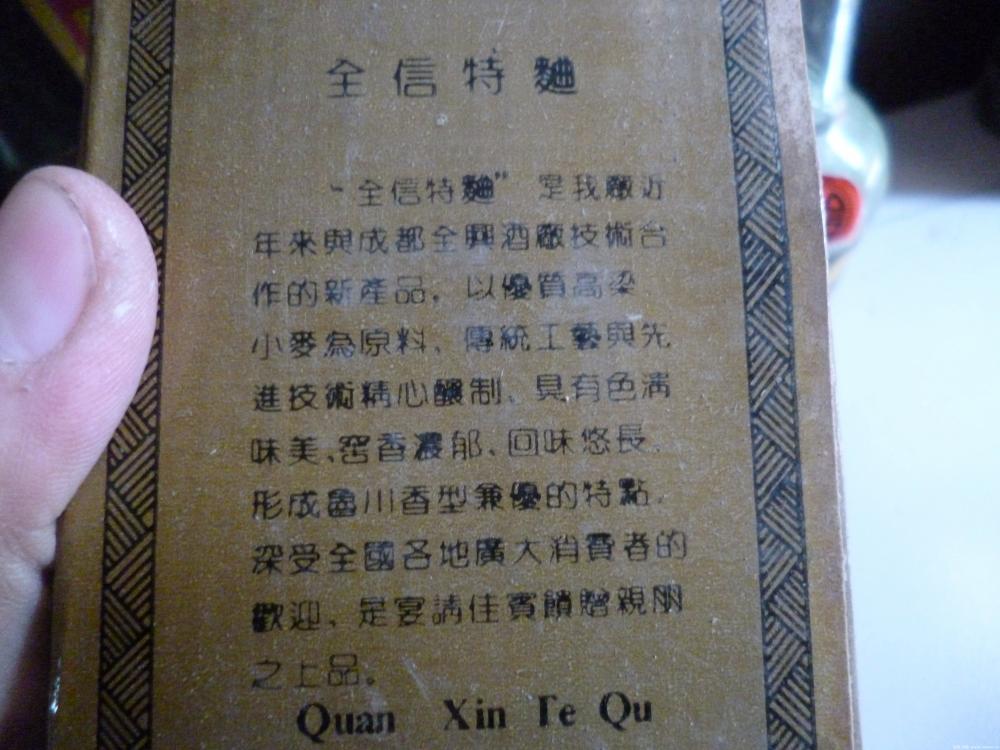 全信特麯
“全信特麯” 是我廠近
年來與成都全興酒廠技術合
作的新產品，以優質高梁
小麥為原料、傳統工藝與先
進技術精心釀制、具有色清
味美、窖香濃郁、回味悠長，
形成魯川香型兼優的特點，
深受全國各地廣大消費者的
歡迎，是宴請佳賓饋贈親朋
之上品。
Quan Xin Te Qu